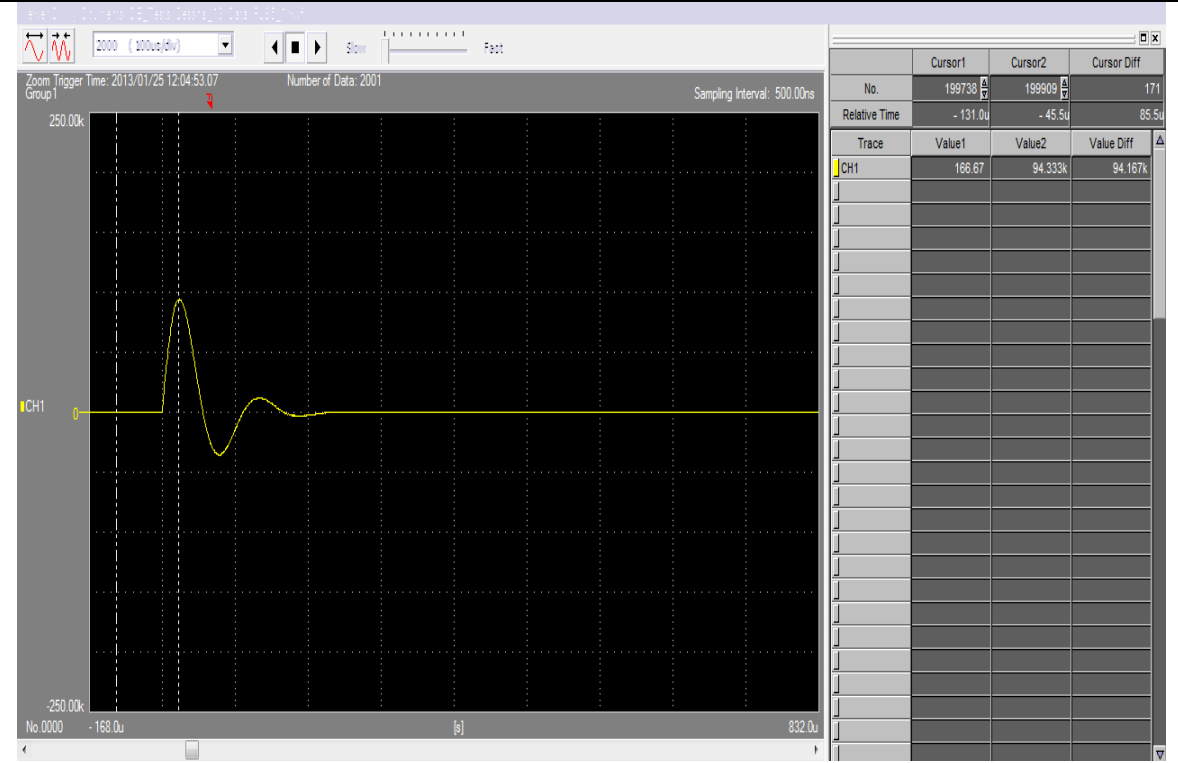 2000 ( 100us/div)
Slow
Fast
Zoom Trigger Time: 2013/01/25 12:04:53.07
Number of Data: 2001
Group1
Sampling Interval: 500.00ns
250.00k
CH1
0
-250.00k
No.0000
-168.0u
[s]
832.0u
Cursor1
Cursor2
Cursor Diff
No.
199738
199909
171
Relative Time
- 131.0u
- 45.5u
85.5u
Trace
Value1
Value2
Value Diff
CH1
166.67
94.333k
94.167k